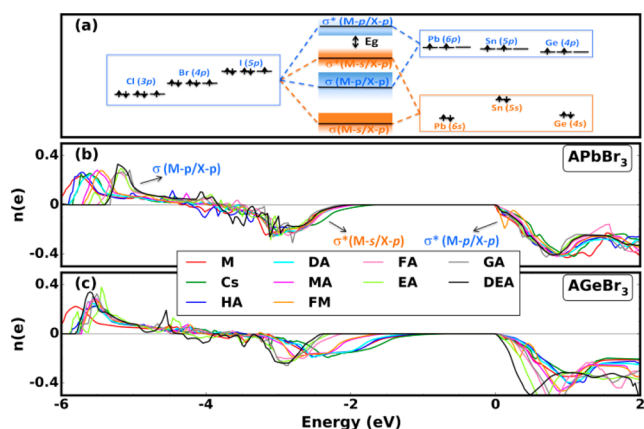 (a)
σ* (M-p/X-p)
Eg
σ*(M-s/X-p)
σ (M-p/X-p)
σ(M-s/X-p)
Cl (3p)
Br (4p)
I (5p)
Pb (6p)
Sn (5p)
Ge (4p)
Pb (6s)
Sn (5s)
Ge (4s)
(b)
σ (M-p/X-p)
APbBr3
n(e)
0.4
0
-0.4
σ*(M-s/X-p)
σ* (M-p/X-p)
M
DA
FA
GA
Cs
MA
EA
DEA
HA
FM
(c)
AGeBr3
n(e)
0.4
0
-0.4
-6
-4
-2
0
2
Energy (eV)